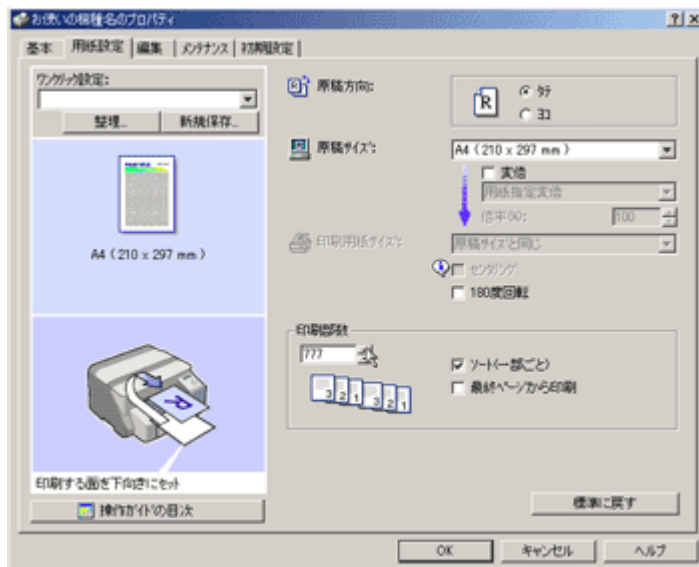 お使いの機種名のプロパティ
基本 用紙設定 編集 メンテナンス 初期設定
ワンクリック設定:
整理... 新規保存...
A4 (210 x 297 mm)
印刷する面を下向きにセット
操作ガイドの目次
原稿方向:
R
タテ
ヨコ
原稿サイズ:
A4 (210 x 297 mm)
変倍
用紙指定変倍
倍率(%): 100
印刷用紙サイズ:
原稿サイズと同じ
センタリング
180度回転
印刷部数
777
3 2 1 3 2 1
ソート(一部ごと)
最終ページから印刷
標準に戻す
OK キャンセル ヘルプ